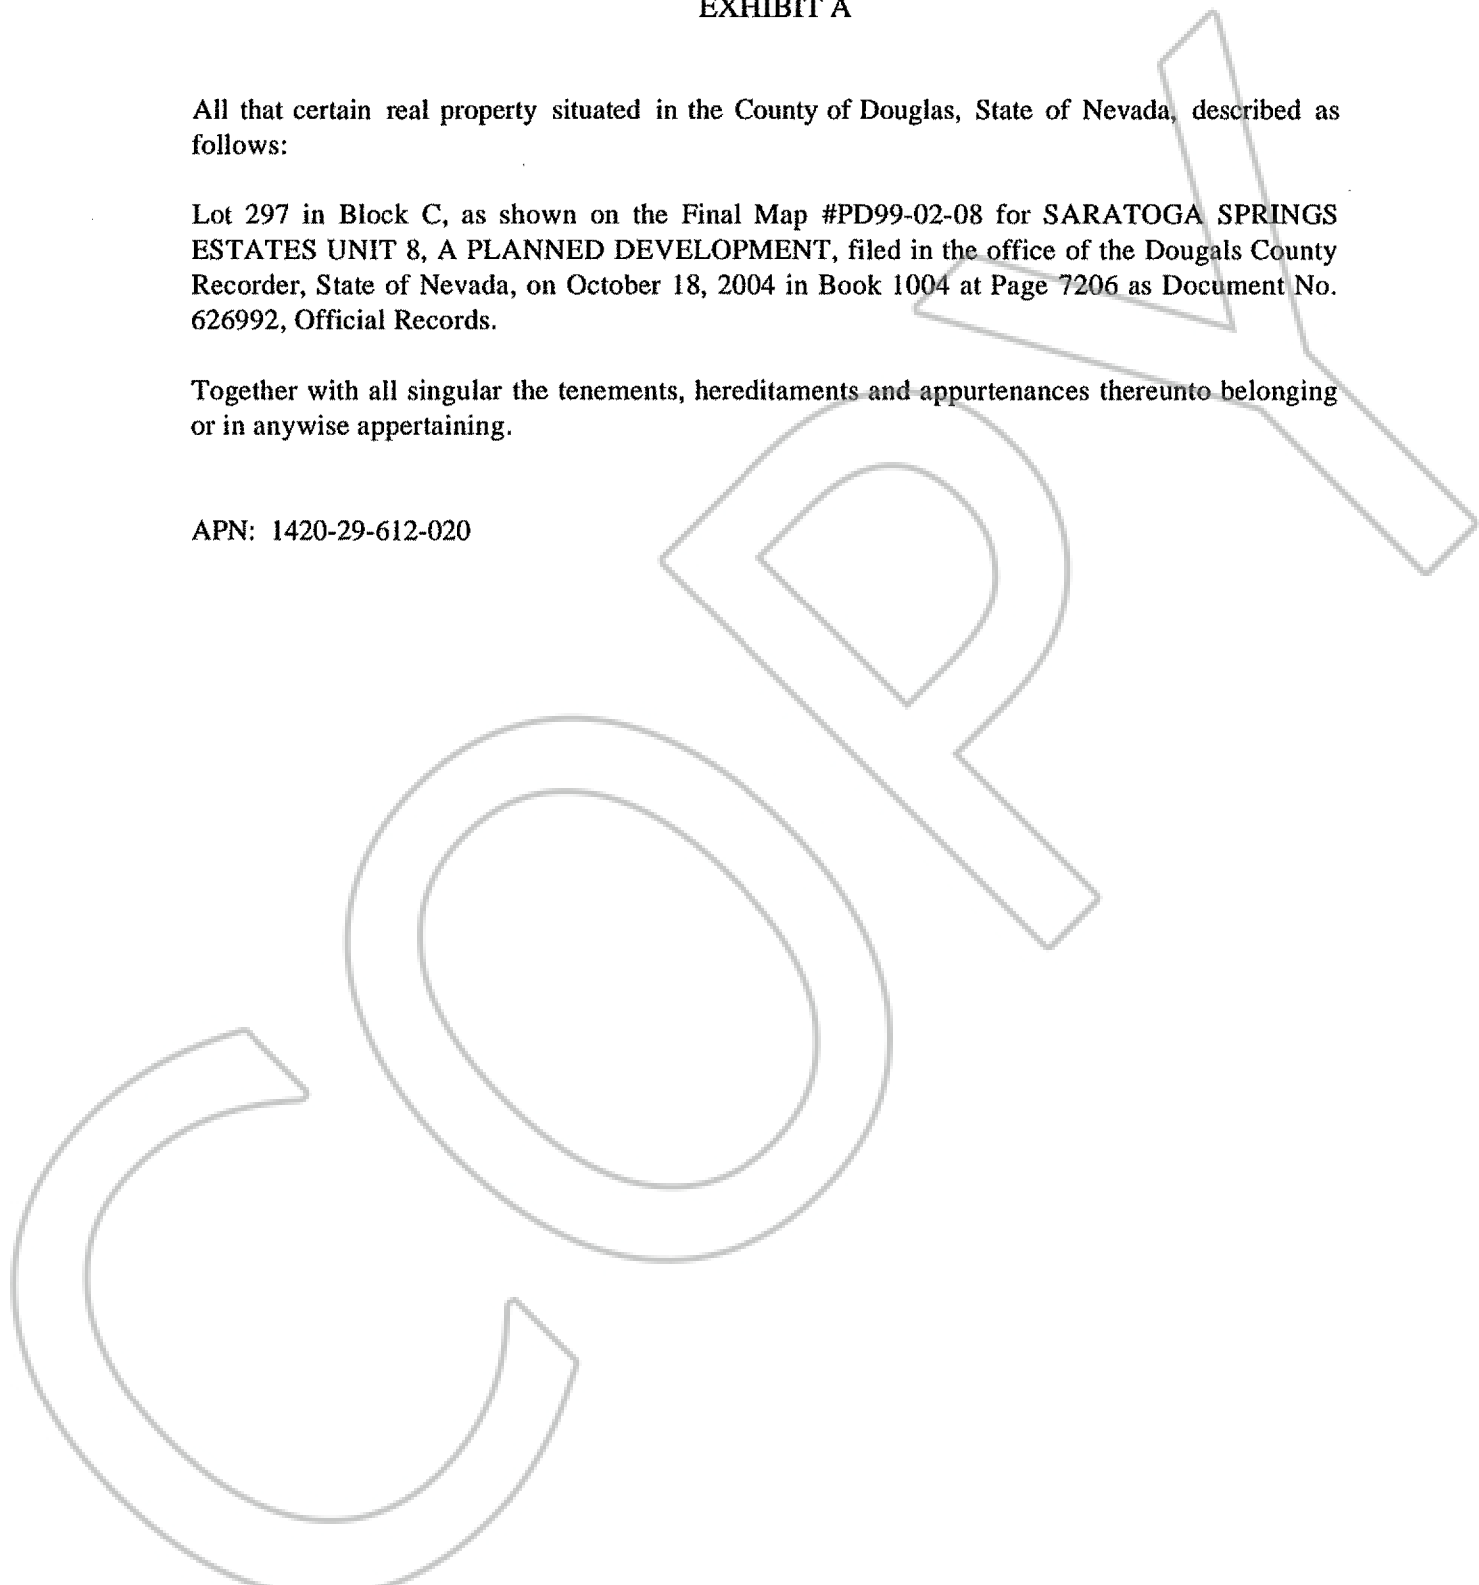 EXHIBIT A
All that certain real property situated in the County of Douglas, State of Nevada, described as
follows:
Lot 297 in Block C, as shown on the Final Map #PD99-02-08 for SARATOGA SPRINGS
ESTATES UNIT 8, A PLANNED DEVELOPMENT, filed in the office of the Dougals County
Recorder, State of Nevada, on October 18, 2004 in Book 1004 at Page 7206 as Document No.
626992, Official Records.
Together with all singular the tenements, hereditaments and appurtenances thereunto belonging
or in anywise appertaining.
APN: 1420-29-612-020
COPY